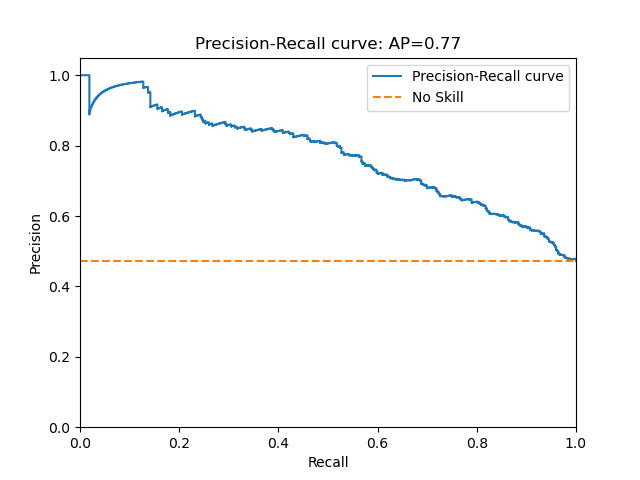 Precision-Recall curve: AP=0.77
1.0
0.8
0.6
0.4
0.2
0.0
Precision
Precision-Recall curve
No Skill
0.0 0.2 0.4 0.6 0.8 1.0
Recall